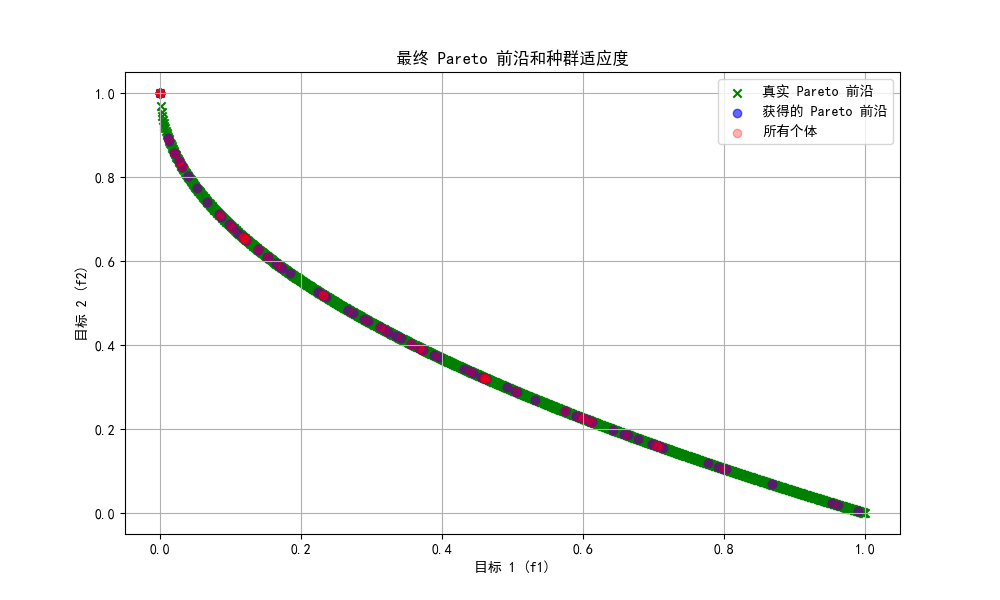 最终 Pareto 前沿和种群适应度
真实 Pareto 前沿
获得的 Pareto 前沿
所有个体
1.0
0.8
0.6
0.4
0.2
0.0
目标 2 (f2)
0.0 0.2 0.4 0.6 0.8 1.0
目标 1 (f1)